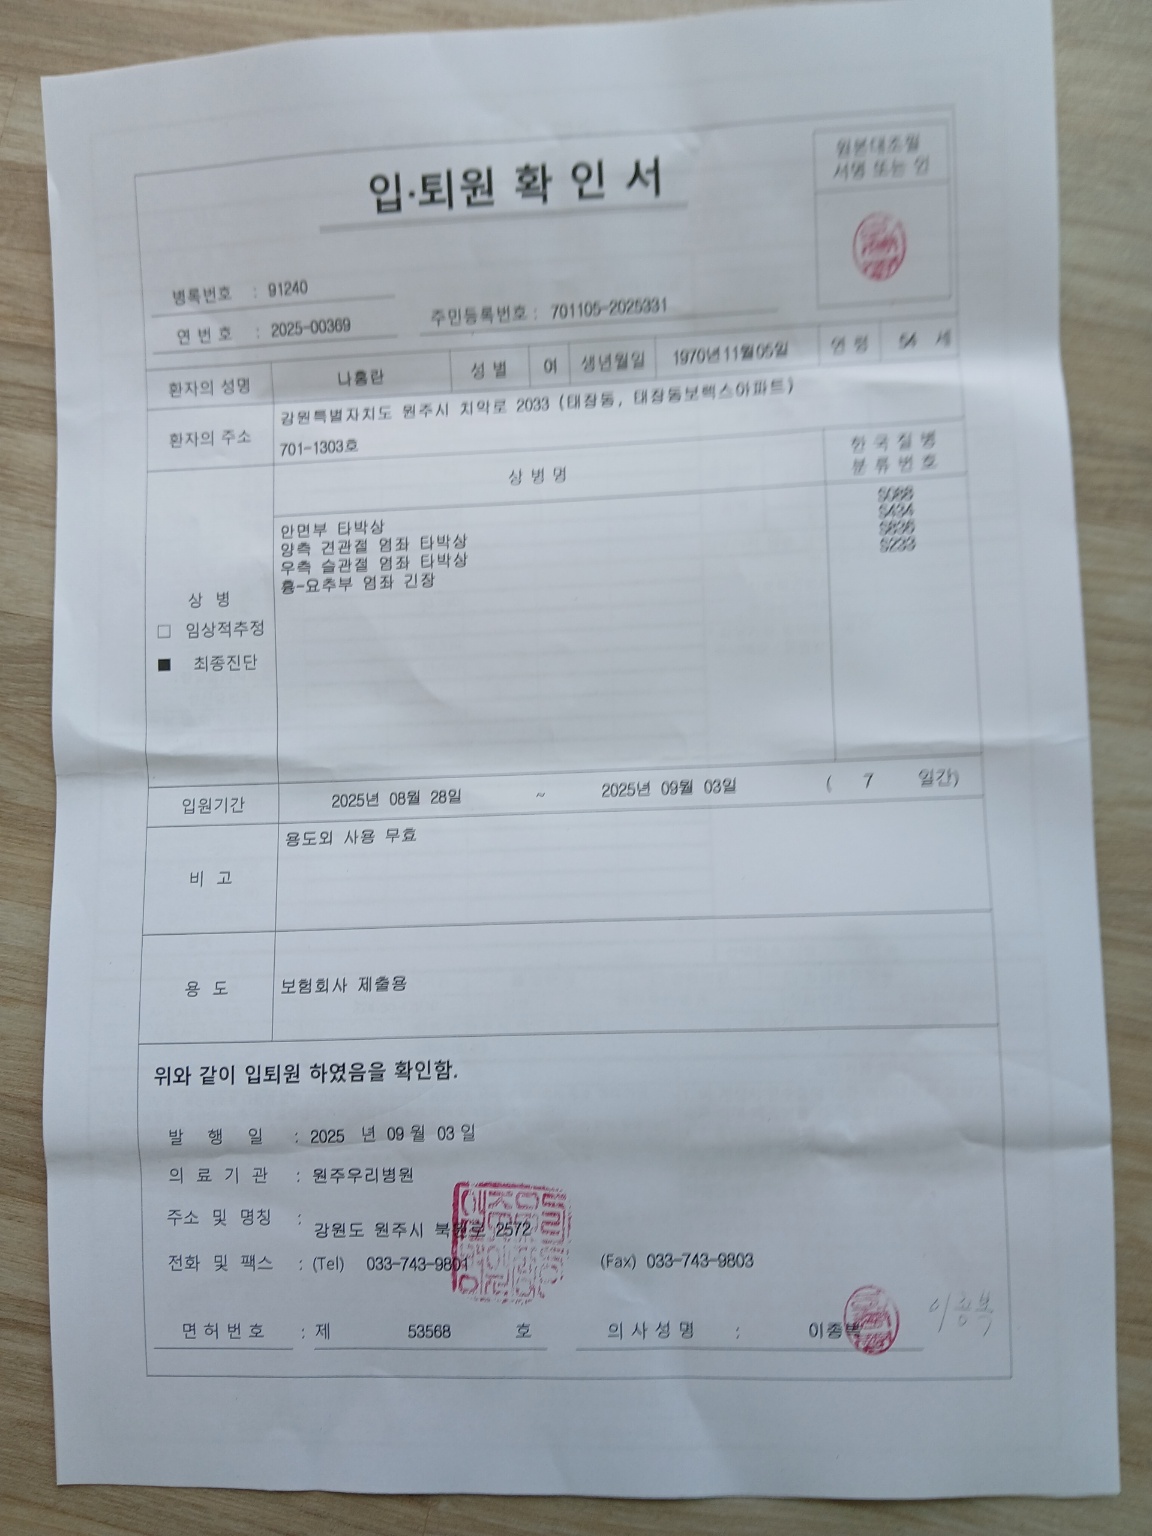 원본대조필
서명 또는 인
입·퇴원 확 인 서
병록번호 : 91240
연 번 호 : 2025-00369
주민등록번호 : 701105-2025331
환자의 성명 나흥란 성 별 여 생년월일 1970년11월05일 연 령 54 세
환자의 주소 강원특별자치도 원주시 치악로 2033 (태장동, 태장동보렉스아파트)
701-1303호
상 병 명 한 국 질 병
분 류 번 호
안면부 타박상
양측 견관절 염좌 타박상 S434
우측 슬관절 염좌 타박상 S836
흉-요추부 염좌 긴장 S233
상 병
□ 임상적추정
■ 최종진단
입원기간 2025년 08월 28일 ~ 2025년 09월 03일 ( 7 일간)
비 고 용도외 사용 무효
용 도 보험회사 제출용
위와 같이 입퇴원 하였음을 확인함.
발 행 일 : 2025 년 09 월 03 일
의 료 기 관 : 원주우리병원
주소 및 명칭 : 강원도 원주시 북원로 2572
전화 및 팩스 : (Tel) 033-743-9801 (Fax) 033-743-9803
면 허 번 호 : 제 53568 호 의 사 성 명 : 이종복